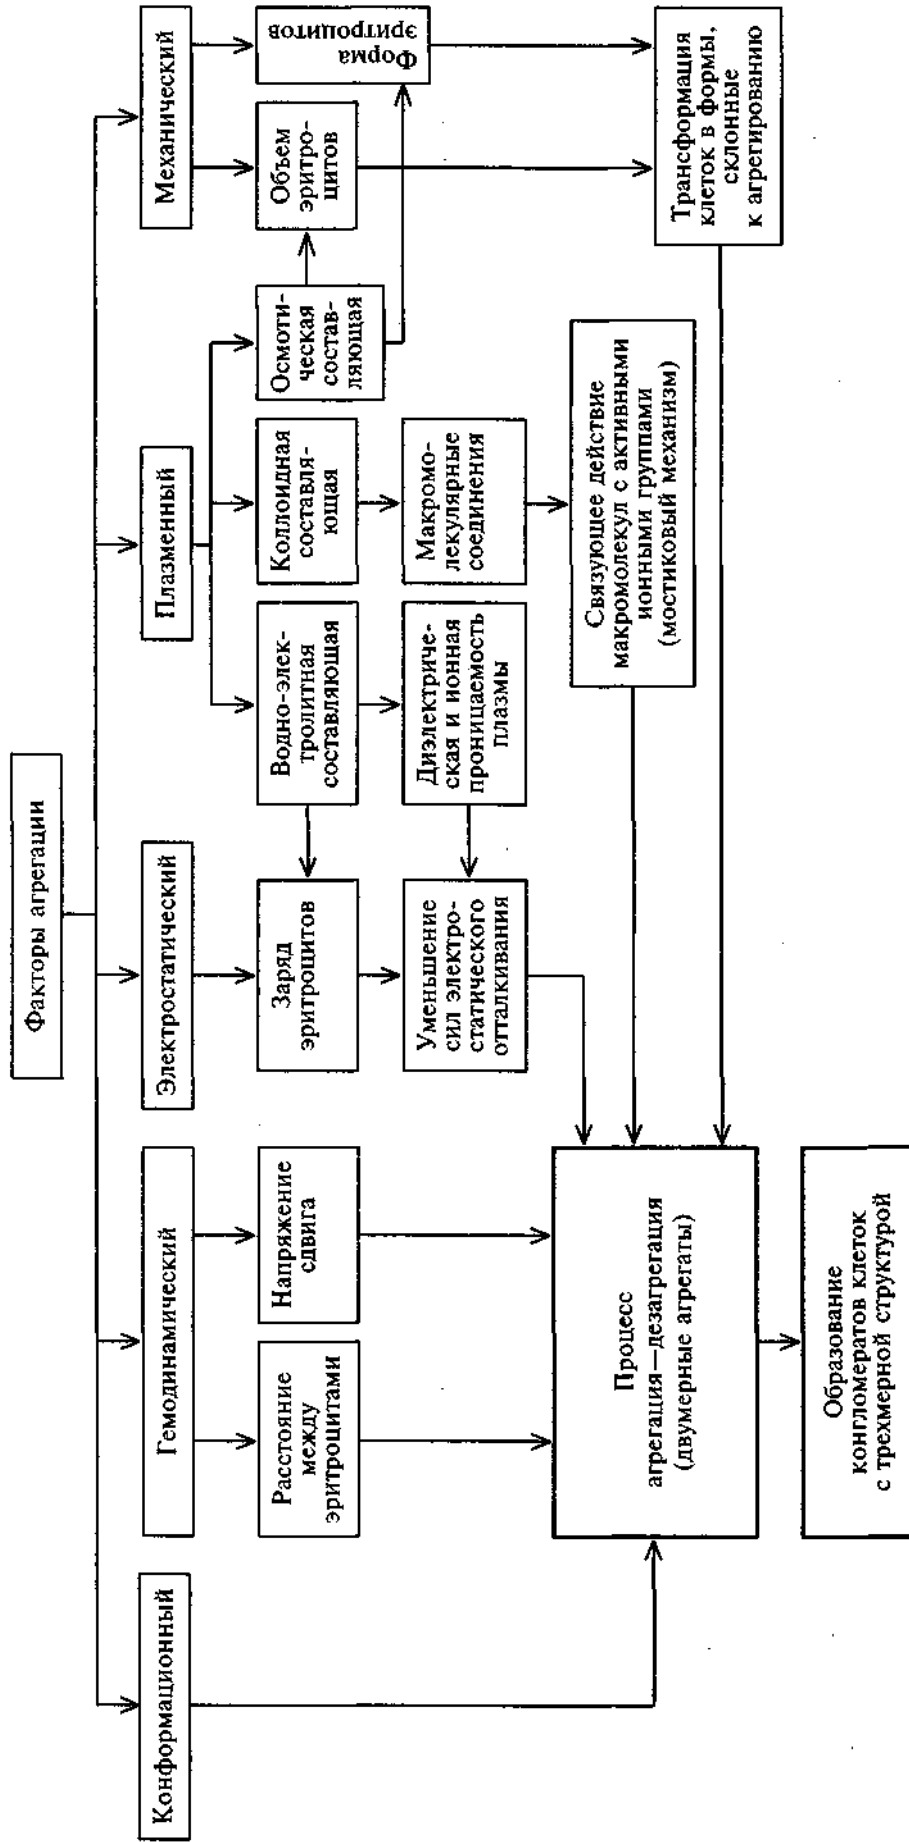 Факторы агрегации
Конформационный
Гемодинамический
Электростатический
Плазменный
Механический
Расстояние
между
эритроцитами
Напряжение
сдвига
Заряд
эритроцитов
Водно-элек-
тролитная
составляющая
Коллоидная
составля-
ющая
Осмоти-
ческая
состав-
ляющая
Объем
эритро-
цитов
Форма
эритроцитов
Уменьшение
сил электро-
статического
отталкивания
Диэлектриче-
ская и ионная
проницаемость
плазмы
Макромо-
лекулярные
соединения
Процесс
агрегация—дезагрегация
(двумерные агрегаты)
Связующее действие
макромолекул с активными
ионными группами
(мостиковый механизм)
Трансформация
клеток в формы,
склонные
к агрегированию
Образование
конгломератов клеток
с трехмерной структурой